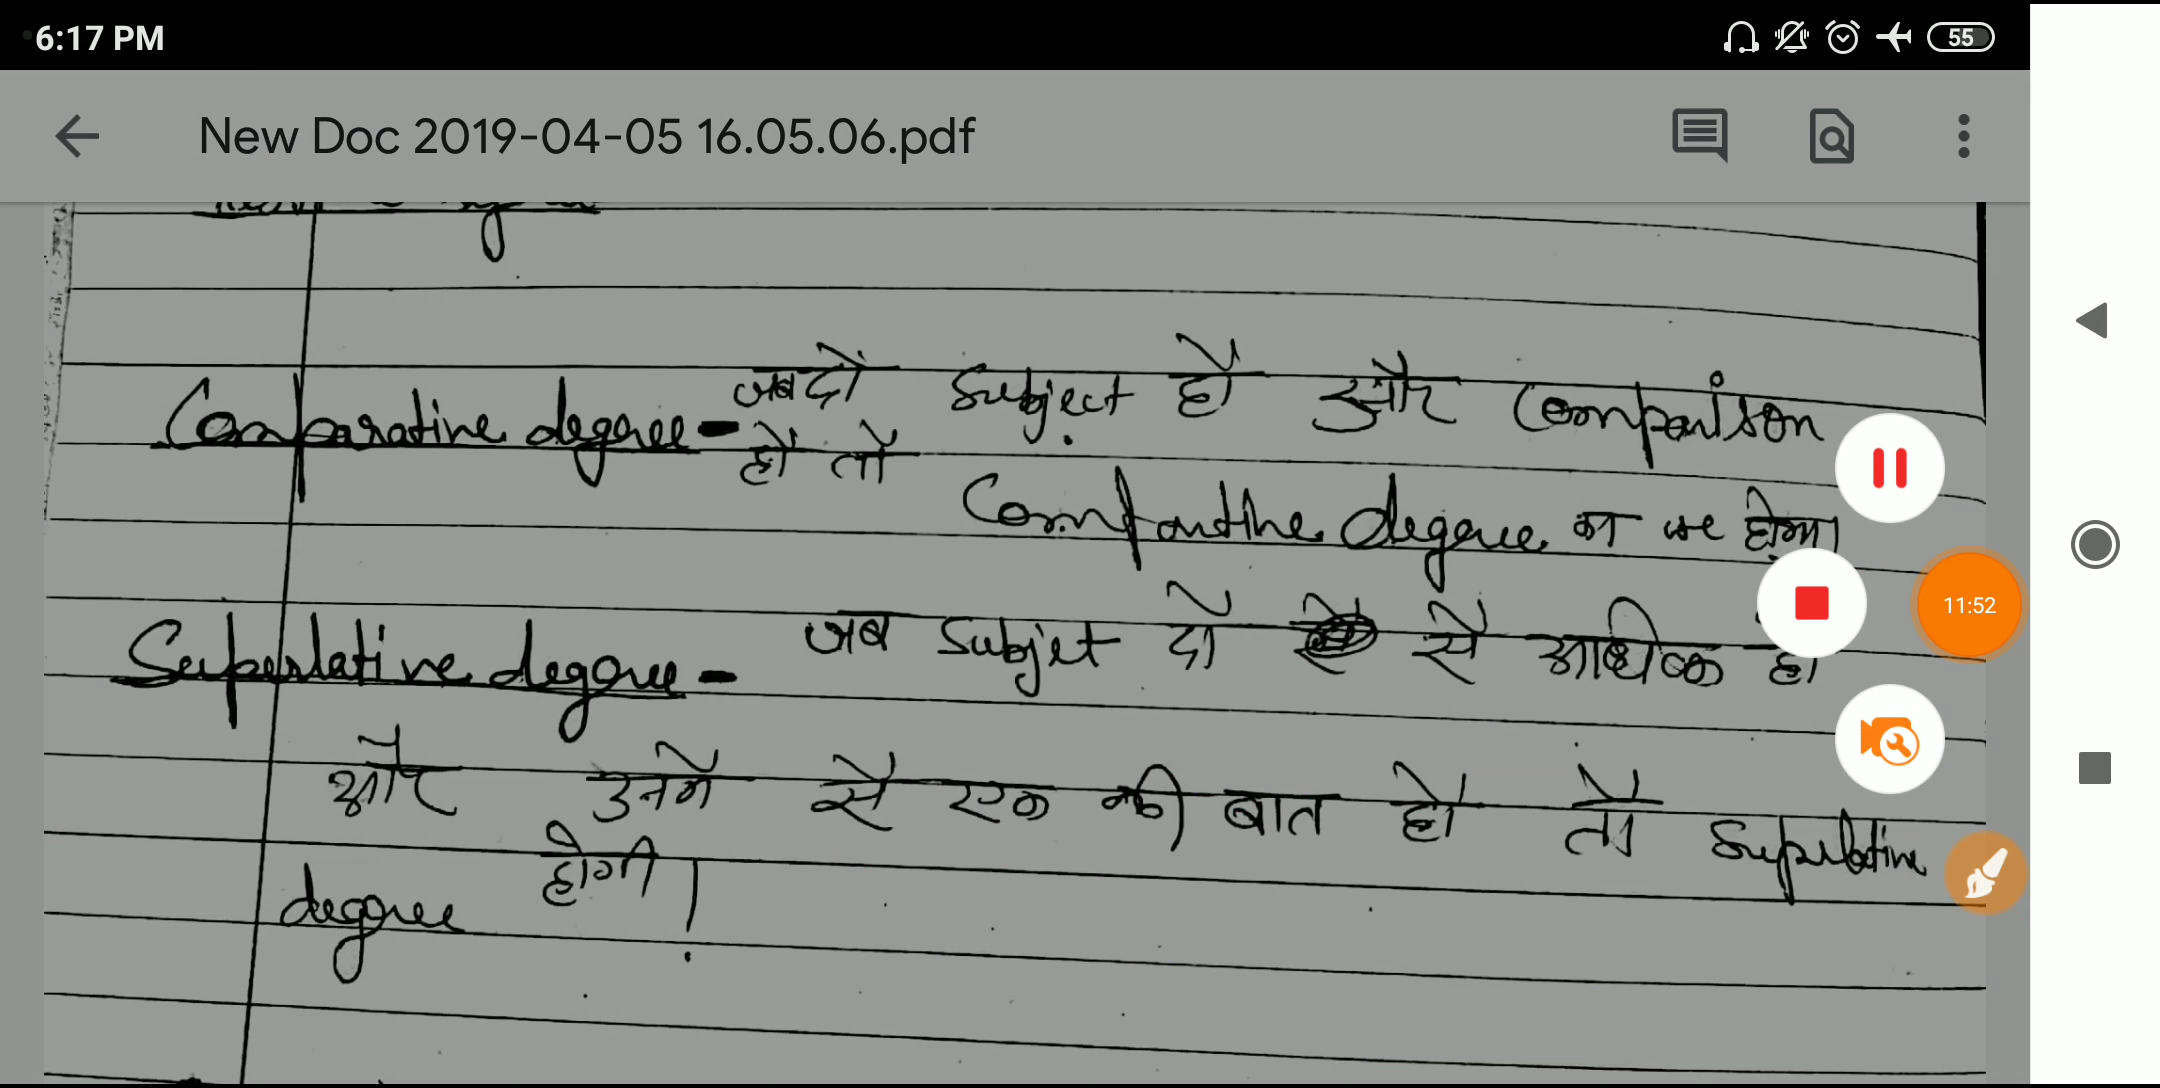 6:17 PM
55
New Doc 2019-04-05 16.05.06.pdf
Comparative degree - जब दो Subject हो और Comparison
हो तो
Comparative degree का use होगा
11:52
Superlative degree - जब Subjet दो से अधिक हो
और उनमे से एक की बात हो तो Superlative
degree होगी।